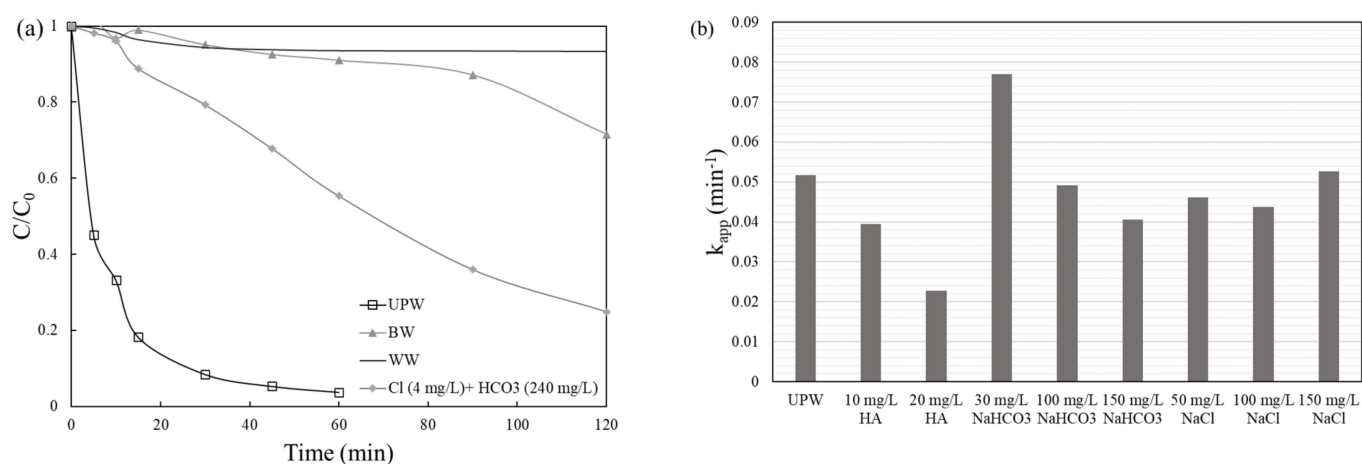 (a)
1
0.8
0.6
0.4
0.2
0
C/C0
0 20 40 60 80 100 120
Time (min)
UPW
BW
WW
Cl (4 mg/L)+ HCO3 (240 mg/L)
(b)
0.09
0.08
0.07
0.06
0.05
0.04
0.03
0.02
0.01
0
kapp (min-1)
UPW 10 mg/L 20 mg/L 30 mg/L 100 mg/L 150 mg/L 50 mg/L 100 mg/L 150 mg/L
HA HA NaHCO3 NaHCO3 NaHCO3 NaCl NaCl NaCl